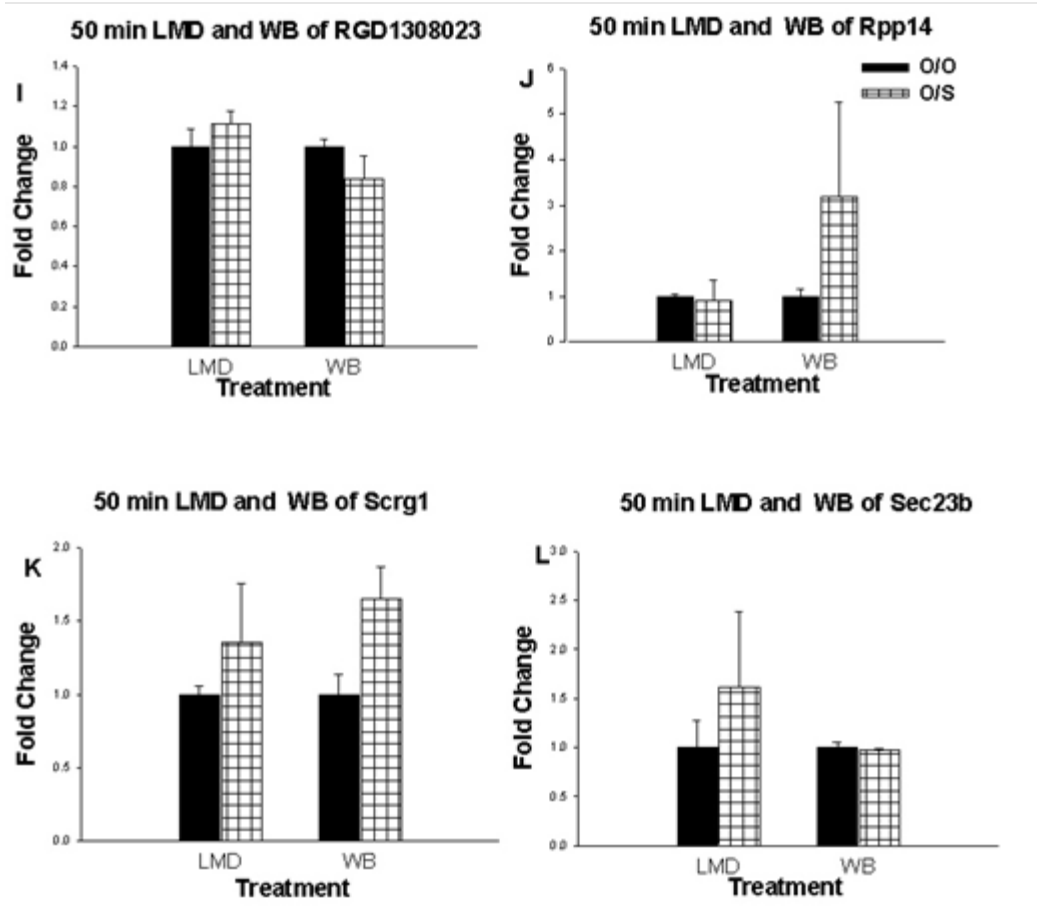 50 min LMD and WB of RGD1308023
I
Fold Change
1.4
1.2
1.0
0.8
0.6
0.4
0.2
0.0
LMD WB
Treatment
50 min LMD and WB of Rpp14
J
O/O
O/S
Fold Change
6
5
4
3
2
1
0
LMD WB
Treatment
50 min LMD and WB of Scrg1
K
Fold Change
2.0
1.5
1.0
0.5
0.0
LMD WB
Treatment
50 min LMD and WB of Sec23b
L
Fold Change
3.0
2.5
2.0
1.5
1.0
0.5
0.0
LMD WB
Treatment